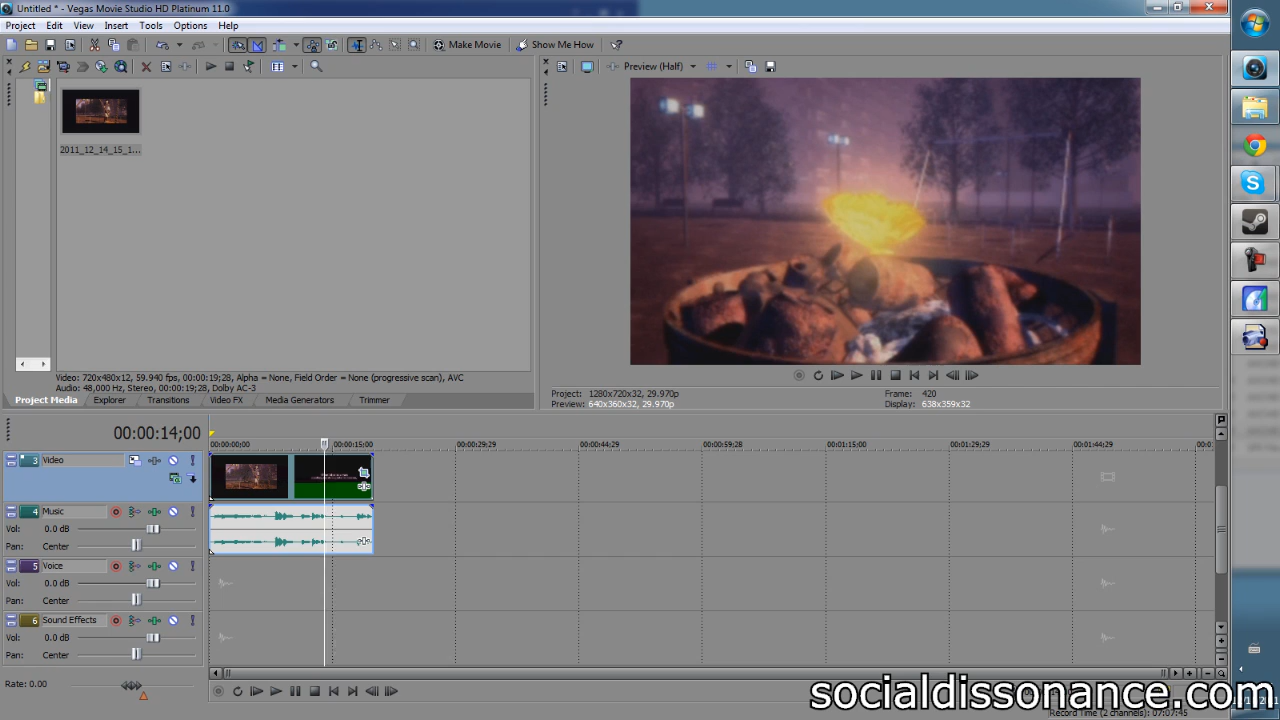 Untitled * - Vegas Movie Studio HD Platinum 11.0
Project Edit View Insert Tools Options Help
Make Movie Show Me How
Preview (Half)
2011_12_14_15_1...
Video: 720x480x12, 59.940 fps, 00:00:19;28, Alpha = None, Field Order = None (progressive scan), AVC
Audio: 48,000 Hz, Stereo, 00:00:19;28, Dolby AC-3
Project Media Explorer Transitions Video FX Media Generators Trimmer
Project: 1280x720x32, 29.970p Frame: 420
Preview: 640x360x32, 29.970p Display: 638x359x32
00:00:14;00
00:00:00;00 00:00:15;00 00:00:29;29 00:00:44;29 00:00:59;28 00:01:15;00 00:01:29;29 00:01:44;29
3 Video
4 Music
Vol: 0.0 dB
Pan: Center
5 Voice
Vol: 0.0 dB
Pan: Center
6 Sound Effects
Vol: 0.0 dB
Pan: Center
Rate: 0.00
socialdissonance.com
Record Time (2 channels): 07:07:45